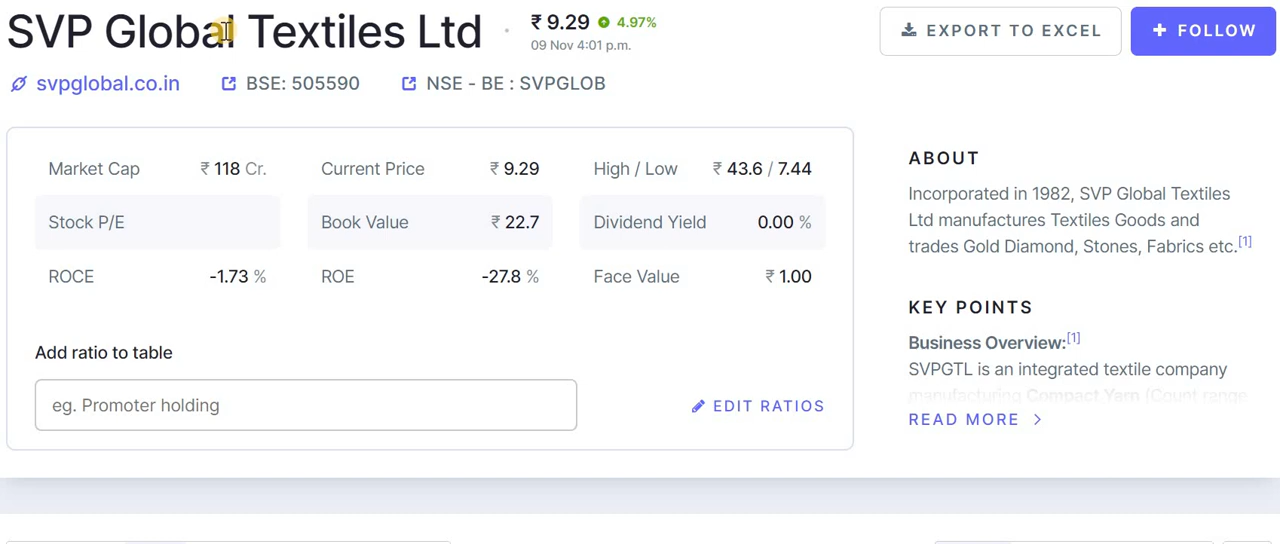 SVP Global Textiles Ltd
₹ 9.29 4.97%
09 Nov 4:01 p.m.
EXPORT TO EXCEL
+ FOLLOW
svpglobal.co.in BSE: 505590 NSE - BE : SVPGLOB
Market Cap ₹ 118 Cr. Current Price ₹ 9.29 High / Low ₹ 43.6 / 7.44
Stock P/E Book Value ₹ 22.7 Dividend Yield 0.00 %
ROCE -1.73 % ROE -27.8 % Face Value ₹ 1.00
Add ratio to table
eg. Promoter holding
EDIT RATIOS
ABOUT
Incorporated in 1982, SVP Global Textiles
Ltd manufactures Textiles Goods and
trades Gold Diamond, Stones, Fabrics etc.[1]
KEY POINTS
Business Overview:[1]
SVPGTL is an integrated textile company
manufacturing Compact Yarn (Count range
READ MORE